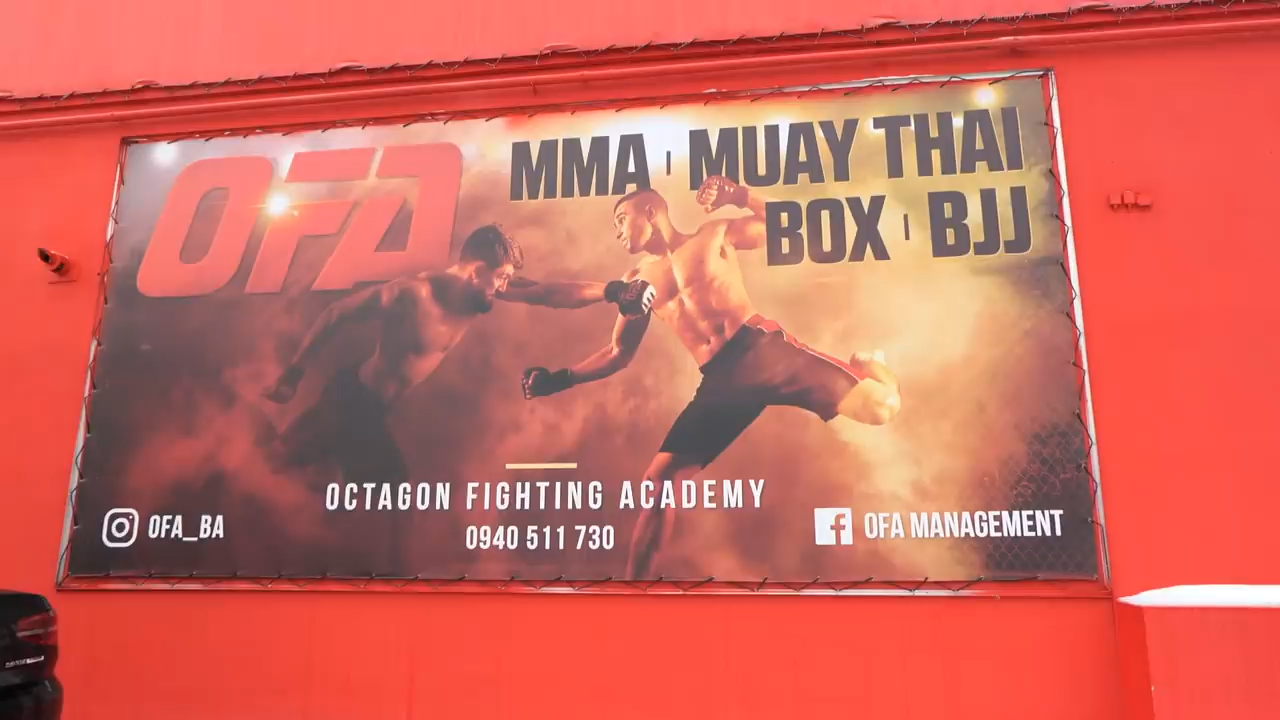 OFA
MMA | MUAY THAI
BOX | BJJ
OCTAGON FIGHTING ACADEMY
0940 511 730
OFA_BA
OFA MANAGEMENT